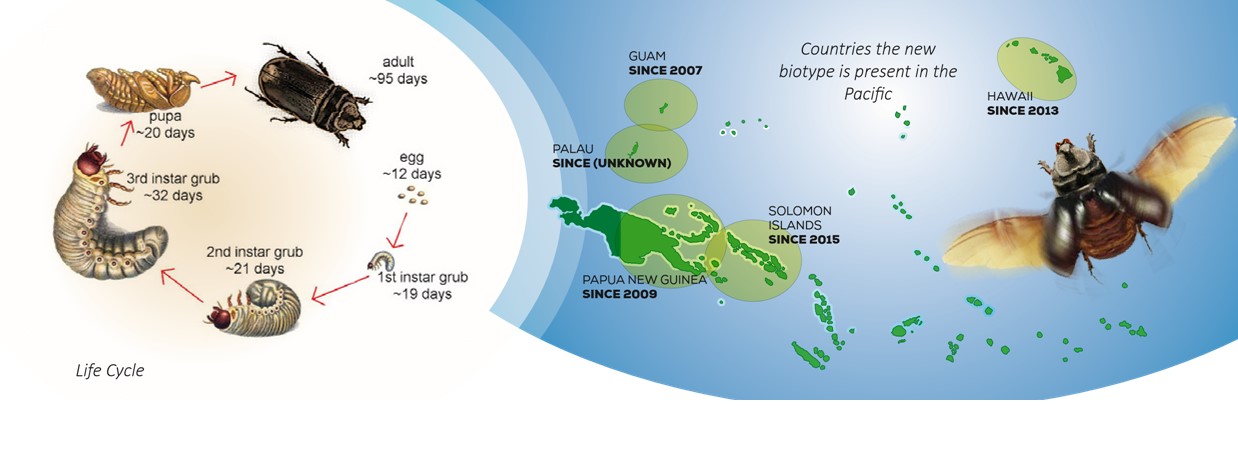 adult
~95 days
egg
~12 days
1st instar grub
~19 days
2nd instar grub
~21 days
3rd instar grub
~32 days
pupa
~20 days
Life Cycle
Countries the new
biotype is present in the
Pacific
GUAM
SINCE 2007
PALAU
SINCE (UNKNOWN)
PAPUA NEW GUINEA
SINCE 2009
SOLOMON
ISLANDS
SINCE 2015
HAWAII
SINCE 2013